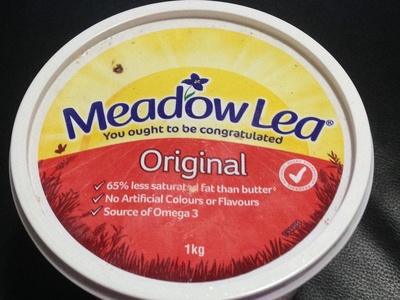 Meadow Lea®
You ought to be congratulated
Original
65% less saturated fat than butter◊
No Artificial Colours or Flavours
Source of Omega 3
1kg